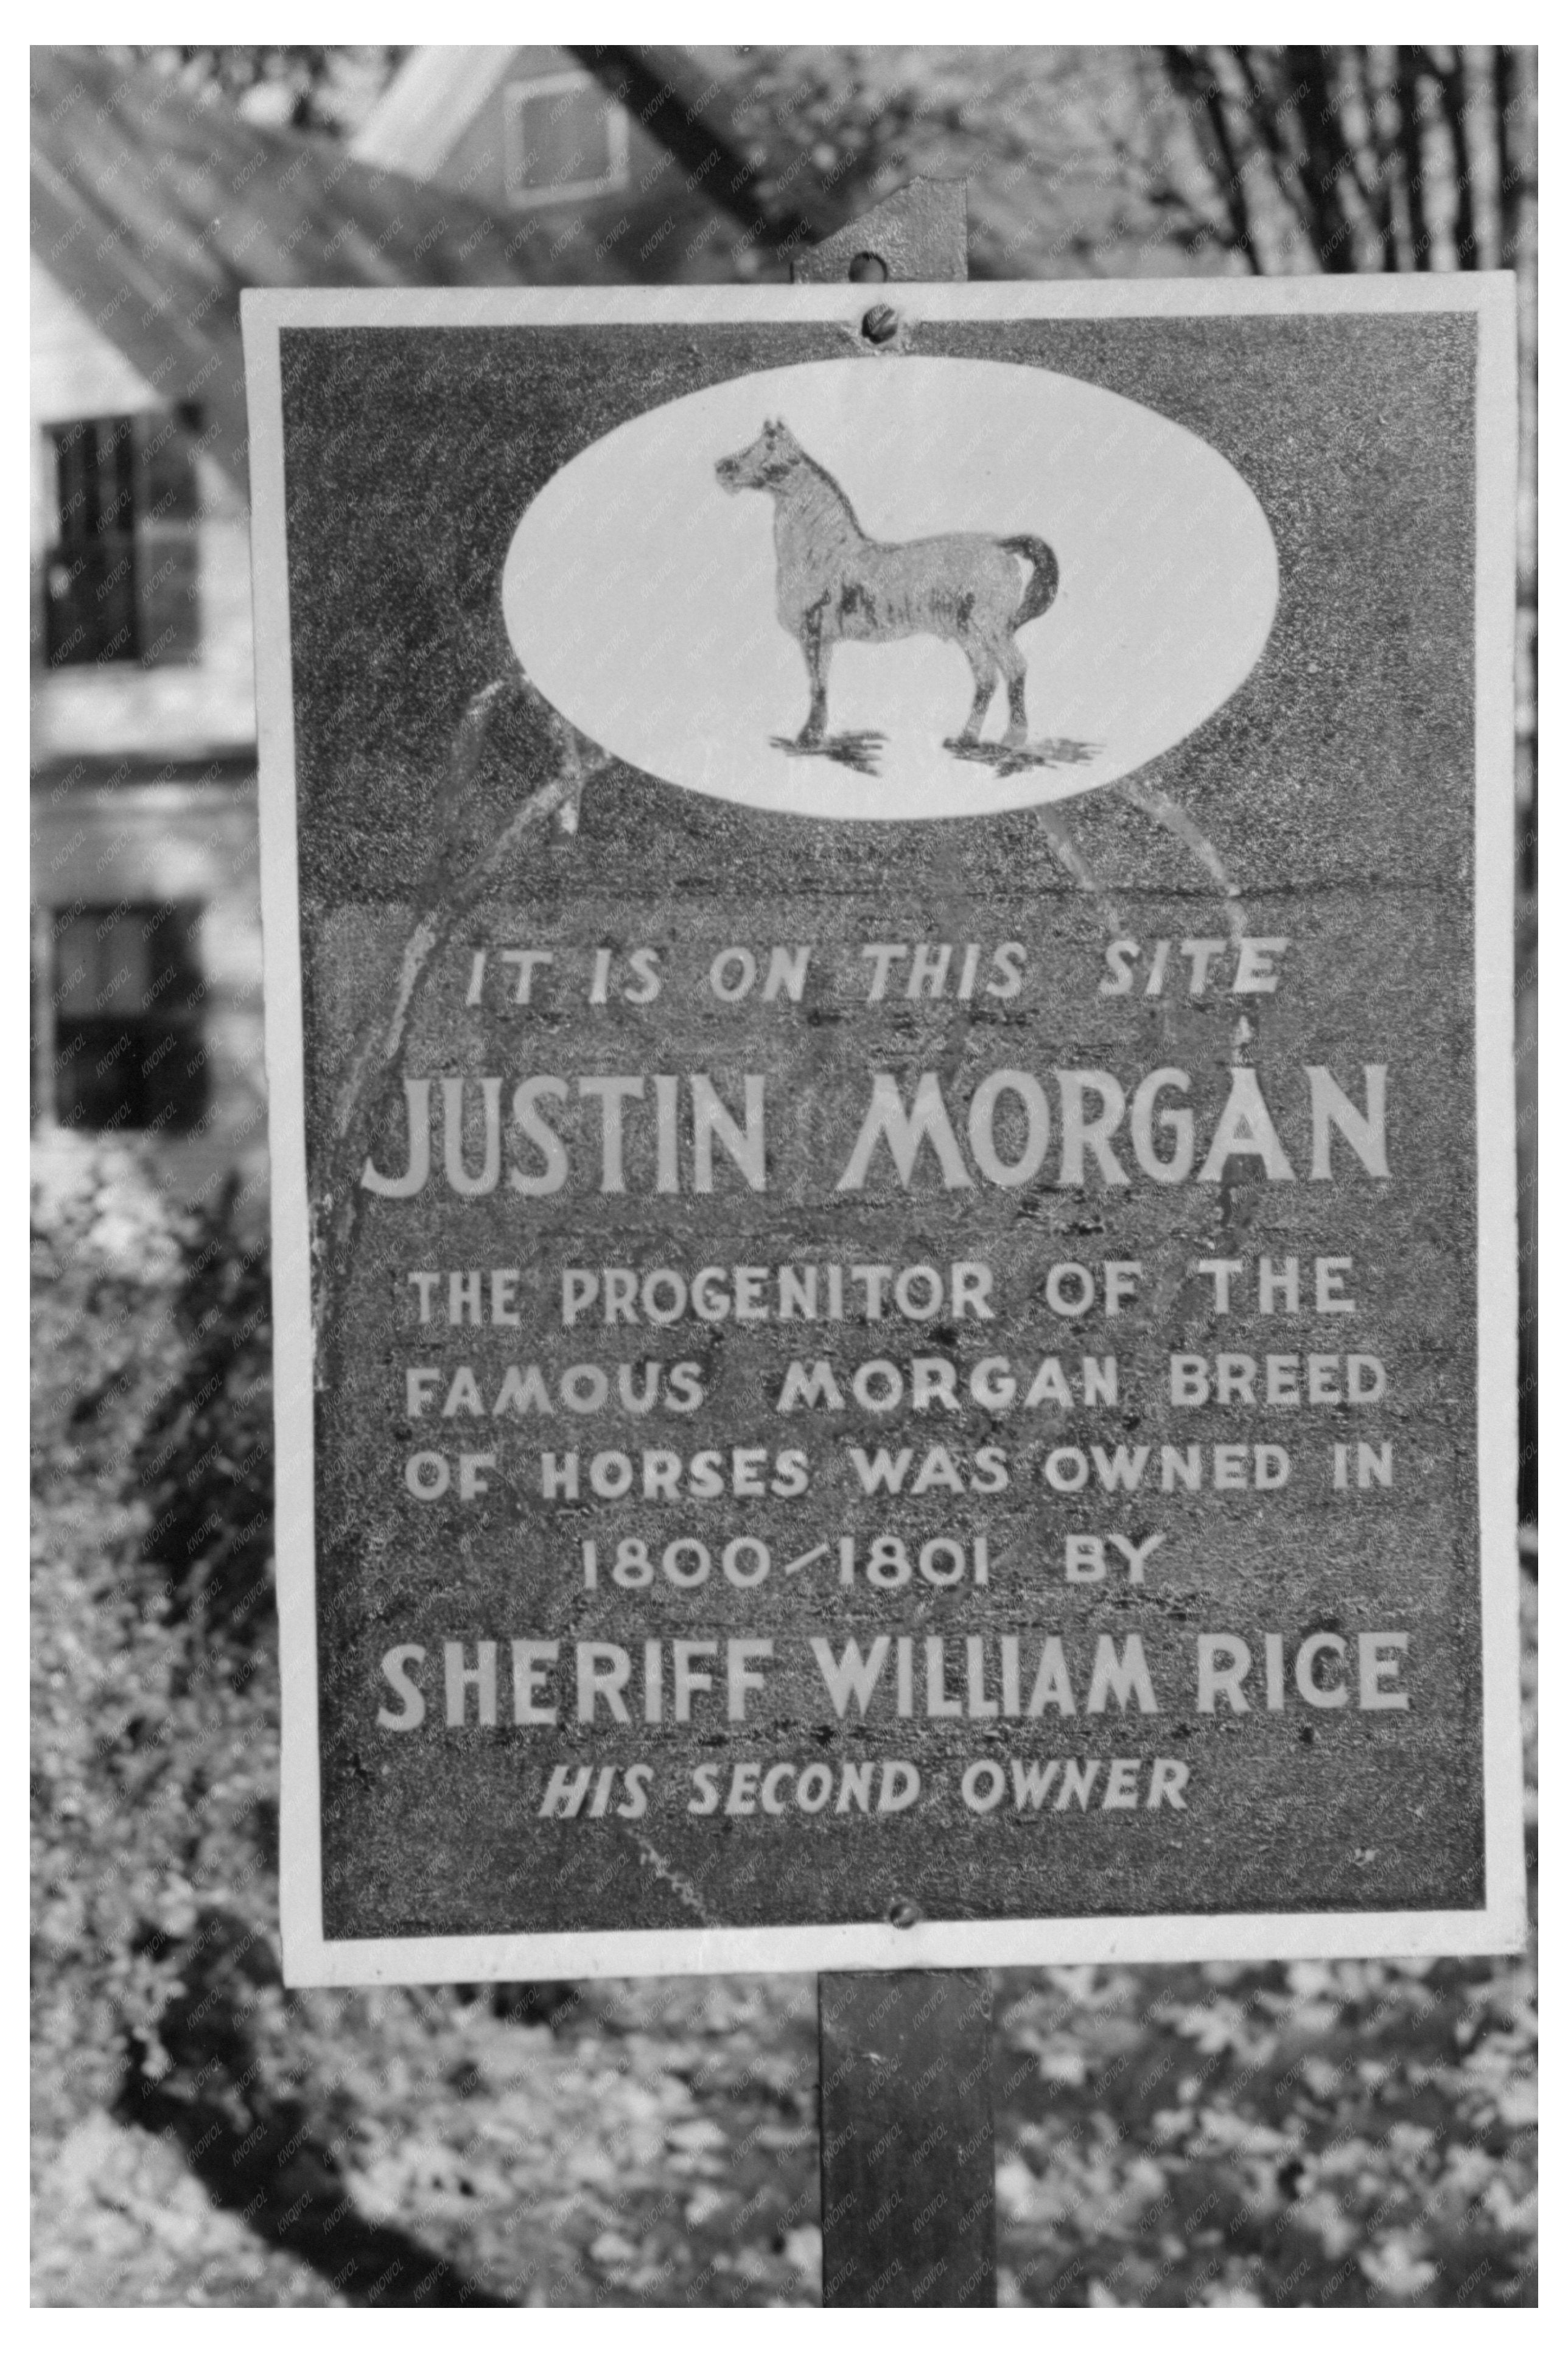 IT IS ON THIS SITE
JUSTIN MORGAN
THE PROGENITOR OF THE
FAMOUS MORGAN BREED
OF HORSES WAS OWNED IN
1800/1801 BY
SHERIFF WILLIAM RICE
HIS SECOND OWNER
KNOWOL